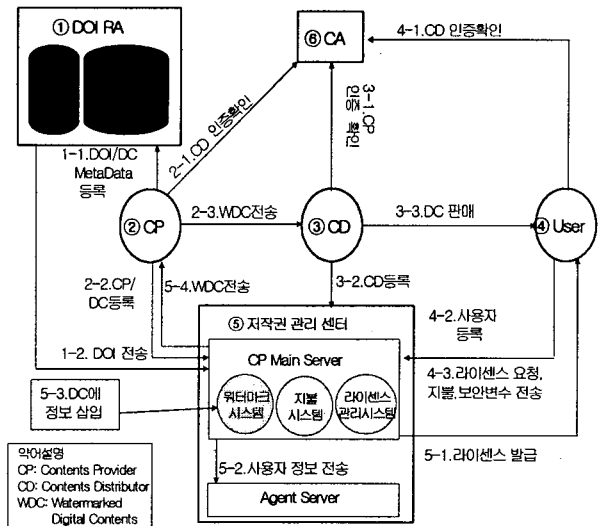 ① DOI RA
⑥ CA
4-1.CD 인증확인
2-1.CD 인증확인
3-1.CP
인증 확인
1-1.DOI/DC
MetaData
등록
② CP
2-3.WDC전송
③ CD
3-3.DC 판매
④ User
2-2.CP/
DC등록
5-4.WDC전송
3-2.CD등록
⑤ 저작권 관리 센터
4-2.사용자
등록
1-2. DOI 전송
CP Main Server
4-3.라이센스 요청,
지불,보안변수 전송
5-3.DC에
정보 삽입
워터마크
시스템
지불
시스템
라이센스
관리시스템
5-1.라이센스 발급
약어설명
CP: Contents Provider
CD: Contents Distributor
WDC: Watermarked
Digital Contents
5-2.사용자 정보 전송
Agent Server